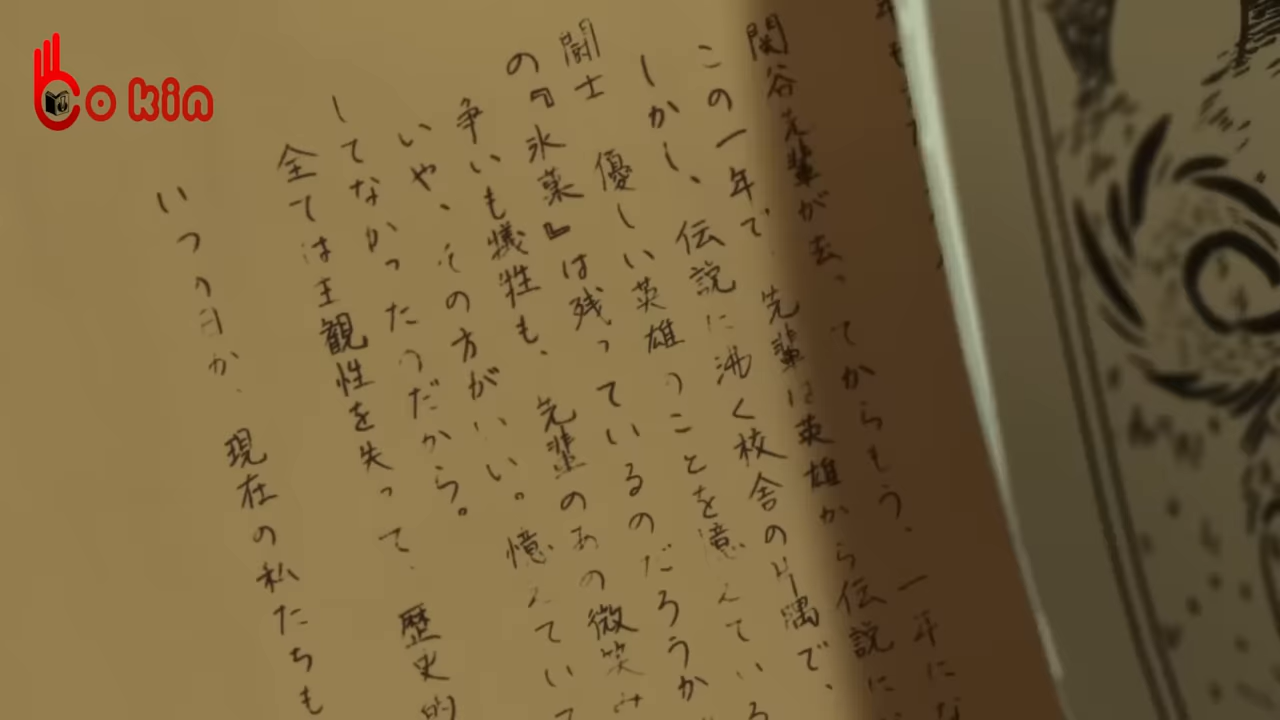 Bo kin
関谷先輩が去ってからもう、一年にな
この一年で、先輩は英雄から伝説に
しかし、伝説に沸く校舎の片隅で、
闘士 優しい英雄のことを憶えている
の『氷菓』は残っているのだろうか
争いも犠牲も、先輩のあの微笑み
いや、その方がいい。憶えていて
してなかったのだから。
全ては主観性を失って、歴史的
いつの日か、現在の私たちも